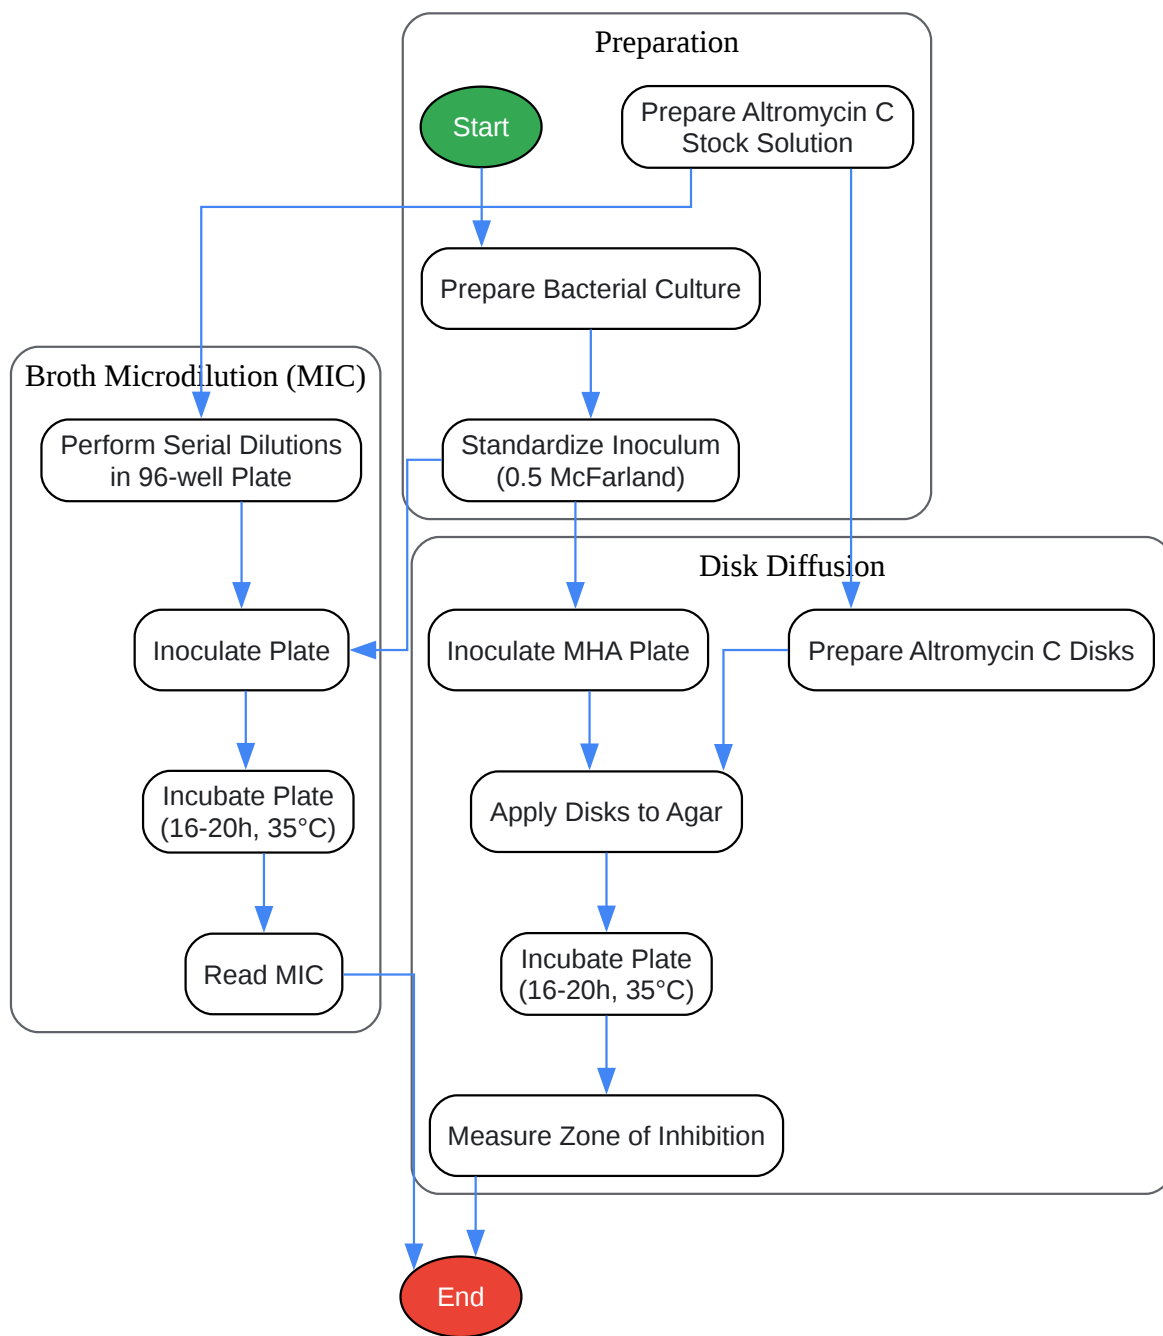 Preparation
Start
Prepare Altromycin C
Stock Solution
Prepare Bacterial Culture
Broth Microdilution (MIC)
Perform Serial Dilutions
in 96-well Plate
Standardize Inoculum
(0.5 McFarland)
Disk Diffusion
Inoculate Plate
Inoculate MHA Plate
Prepare Altromycin C Disks
Incubate Plate
(16-20h, 35°C)
Apply Disks to Agar
Read MIC
Incubate Plate
(16-20h, 35°C)
Measure Zone of Inhibition
End